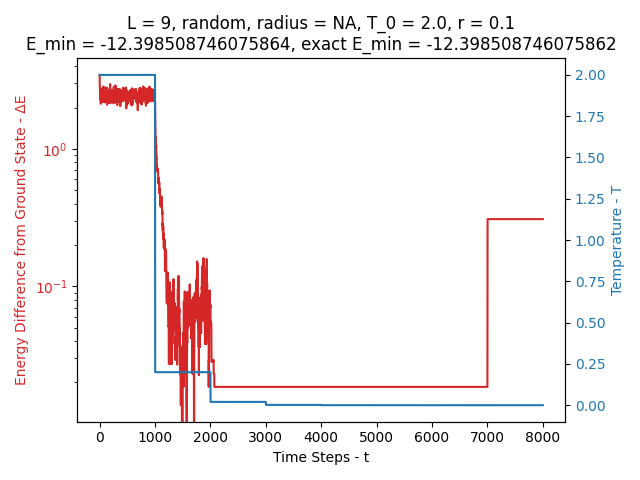 L = 9, random, radius = NA, T_0 = 2.0, r = 0.1
E_min = -12.398508746075864, exact E_min = -12.398508746075862
Energy Difference from Ground State - ΔE
10^0
10^-1
2.00
1.75
1.50
1.25
1.00
0.75
0.50
0.25
0.00
Temperature - T
0 1000 2000 3000 4000 5000 6000 7000 8000
Time Steps - t